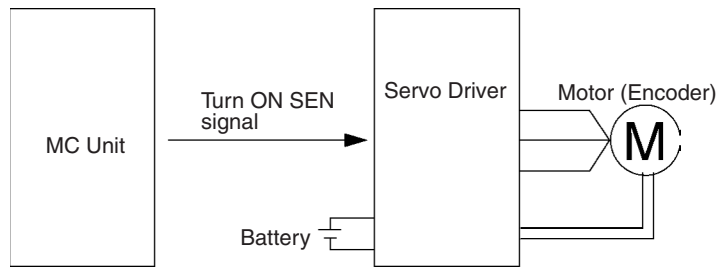 Turn ON SEN
signal
MC Unit
Servo Driver
Motor (Encoder)
M
Battery